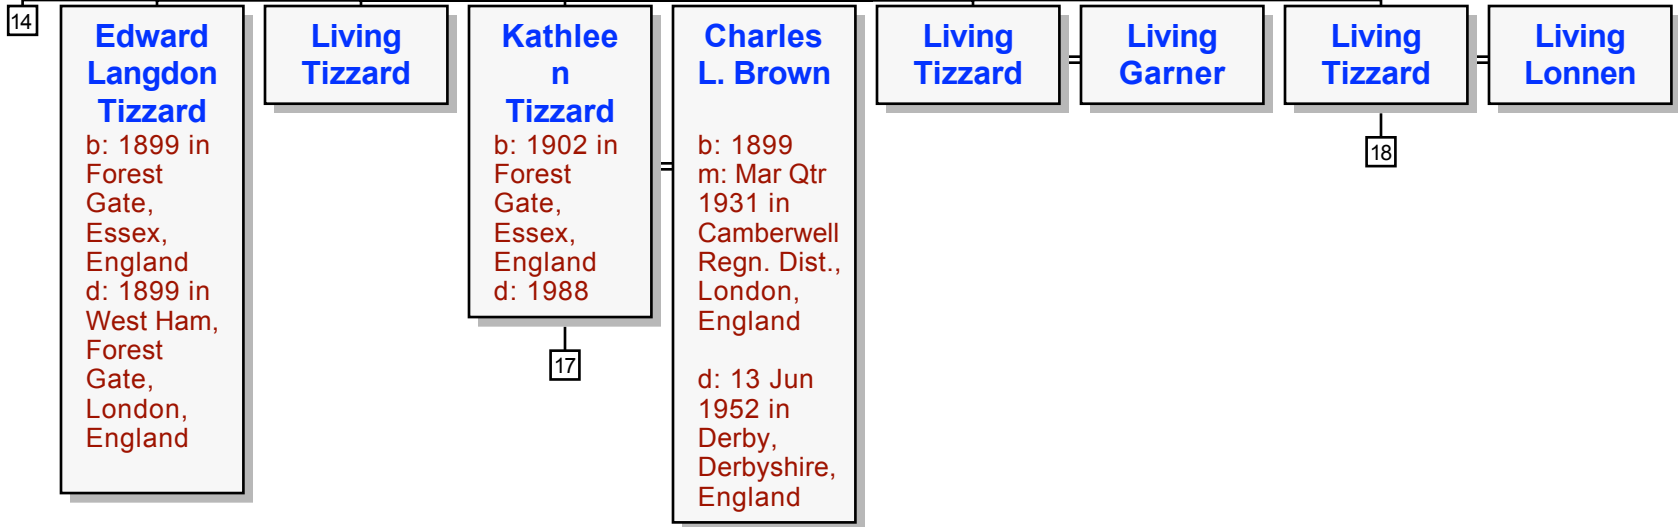 14
Edward
Langdon
Tizzard
b: 1899 in
Forest
Gate,
Essex,
England
d: 1899 in
West Ham,
Forest
Gate,
London,
England
Living
Tizzard
Kathlee
n
Tizzard
b: 1902 in
Forest
Gate,
Essex,
England
d: 1988
17
Charles
L. Brown
b: 1899
m: Mar Qtr
1931 in
Camberwell
Regn. Dist.,
London,
England
d: 13 Jun
1952 in
Derby,
Derbyshire,
England
Living
Tizzard
Living
Garner
Living
Tizzard
18
Living
Lonnen